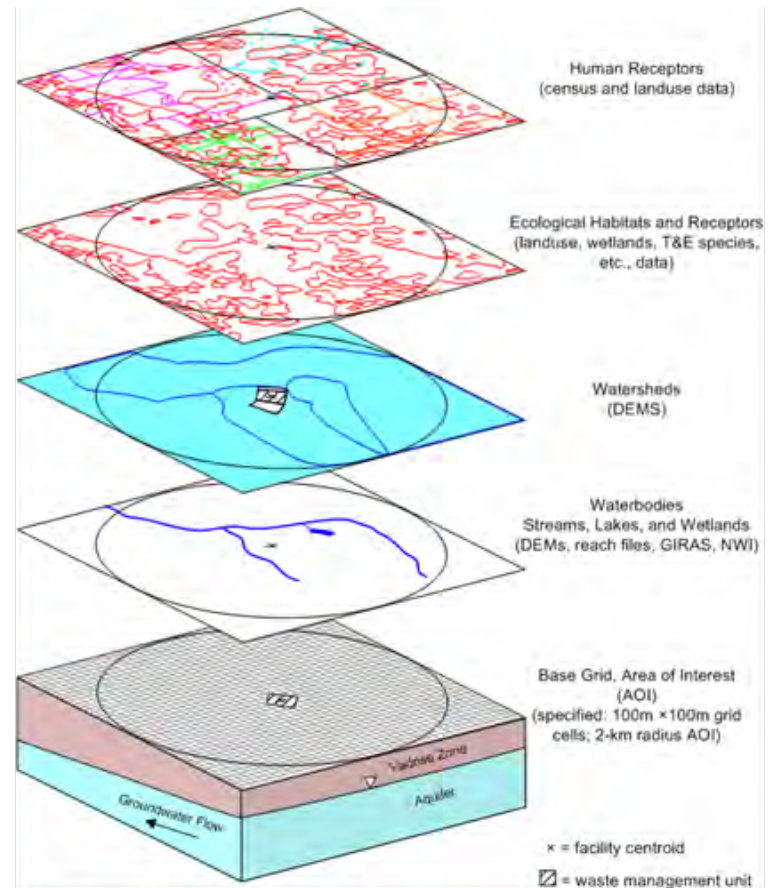 Human Receptors
(census and landuse data)
Ecological Habitats and Receptors
(landuse, wetlands, T&E species,
etc., data)
Watersheds
(DEMS)
Waterbodies
Streams, Lakes, and Wetlands
(DEMs, reach files, GIRAS, NWI)
Base Grid, Area of Interest
(AOI)
(specified: 100m ×100m grid
cells; 2-km radius AOI)
Vadose Zone
Aquifer
Groundwater Flow
× = facility centroid
= waste management unit